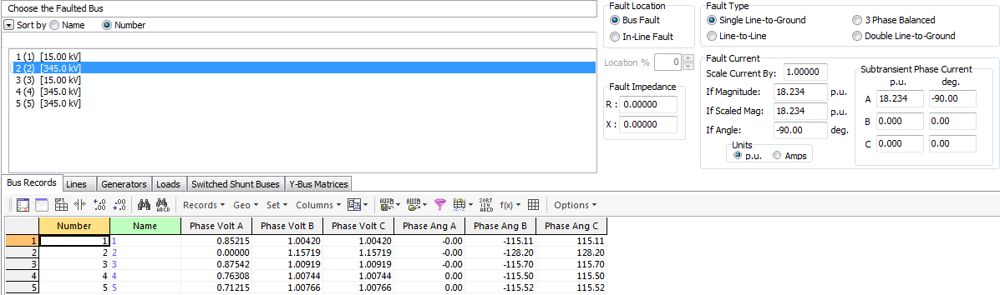 Choose the Faulted Bus
Sort by Name Number
1 (1) [15.00 kV]
2 (2) [345.0 kV]
3 (3) [15.00 kV]
4 (4) [345.0 kV]
5 (5) [345.0 kV]
Fault Location
Bus Fault
In-Line Fault
Location % 0
Fault Impedance
R : 0.00000
X : 0.00000
Fault Type
Single Line-to-Ground 3 Phase Balanced
Line-to-Line Double Line-to-Ground
Fault Current
Scale Current By: 1.00000
If Magnitude: 18.234 p.u.
If Scaled Mag: 18.234 p.u.
If Angle: -90.00 deg.
Units
p.u. Amps
Subtransient Phase Current
p.u. deg.
A 18.234 -90.00
B 0.000 0.00
C 0.000 0.00
Bus Records Lines Generators Loads Switched Shunt Buses Y-Bus Matrices
OPT. .00 .00 ABCD Records Geo Set Columns AUXB AUXB SORT 124 ABCD f(x) Options
Number Name Phase Volt A Phase Volt B Phase Volt C Phase Ang A Phase Ang B Phase Ang C
1 1 1 0.85215 1.00420 1.00420 -0.00 -115.11 115.11
2 2 2 0.00000 1.15719 1.15719 0.00 -128.20 128.20
3 3 3 0.87542 1.00919 1.00919 -0.00 -115.70 115.70
4 4 4 0.76308 1.00744 1.00744 0.00 -115.50 115.50
5 5 5 0.71215 1.00766 1.00766 0.00 -115.52 115.52